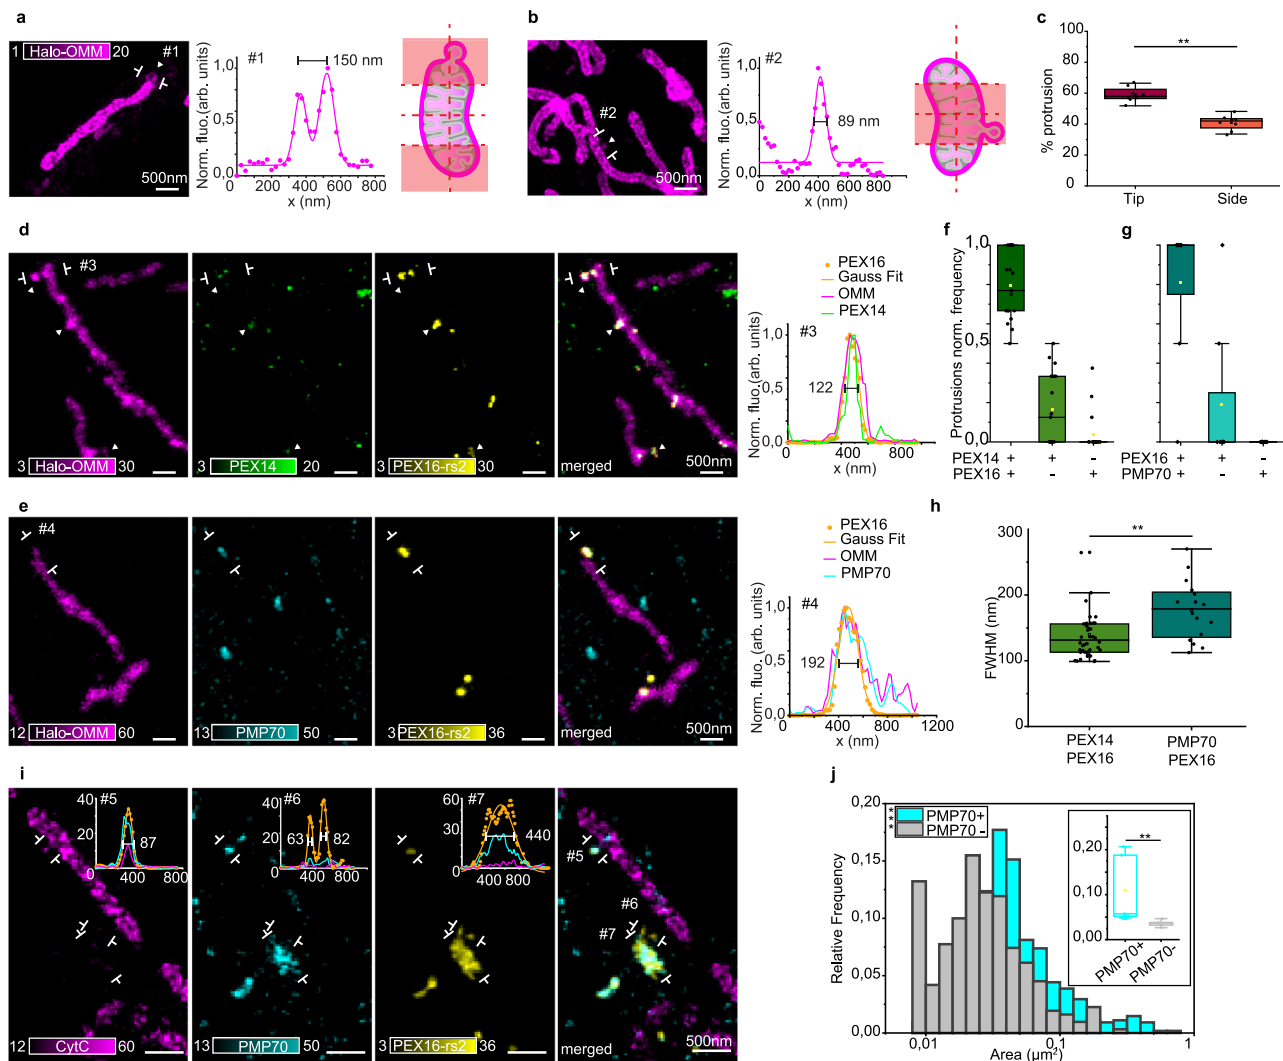 a
1 Halo-OMM 20
#1
500nm
Norm. fluo.(arb. units)
#1
150 nm
1,0
0,5
0
0 200 400 600 800
x (nm)
b
#2
500nm
Norm. fluo.(arb. units)
#2
89 nm
1,0
0,5
0
0 200 400 600 800
x (nm)
c
**
% protrusion
100
80
60
40
20
0
Tip Side
d
#3
3 Halo-OMM 30
3 PEX14 20
3 PEX16-rs2 30
merged 500nm
PEX16
Gauss Fit
OMM
PEX14
#3
122
Norm. fluo.(arb. units)
1,0
0,5
0,0
0 400 800
x (nm)
f
Protrusions norm. frequency
1,0
0,5
0,0
PEX14 + + -
PEX16 + - +
g
PEX16 + + -
PMP70 + - +
e
#4
12 Halo-OMM 60
13 PMP70 50
3 PEX16-rs2 36
merged 500nm
PEX16
Gauss Fit
OMM
PMP70
#4
192
Norm. fluo.(arb. units)
1,0
0,5
0,0
0 400 800 1200
x (nm)
h
**
FWHM (nm)
300
200
100
0
PEX14 PMP70
PEX16 PEX16
i
40
20
0
#5
87
400 800
12 CytC 60
40
20
0
#6
63 82
400 800
13 PMP70 50
60
30
0
#7
440
400 800
3 PEX16-rs2 36
#5
#6
#7
merged 500nm
j
***
PMP70+
PMP70-
Relative Frequency
0,20
0,15
0,10
0,05
0,00
0,01 0,1 1
Area (µm²)
**
0,10
0,05
0,00
PMP70+ PMP70-